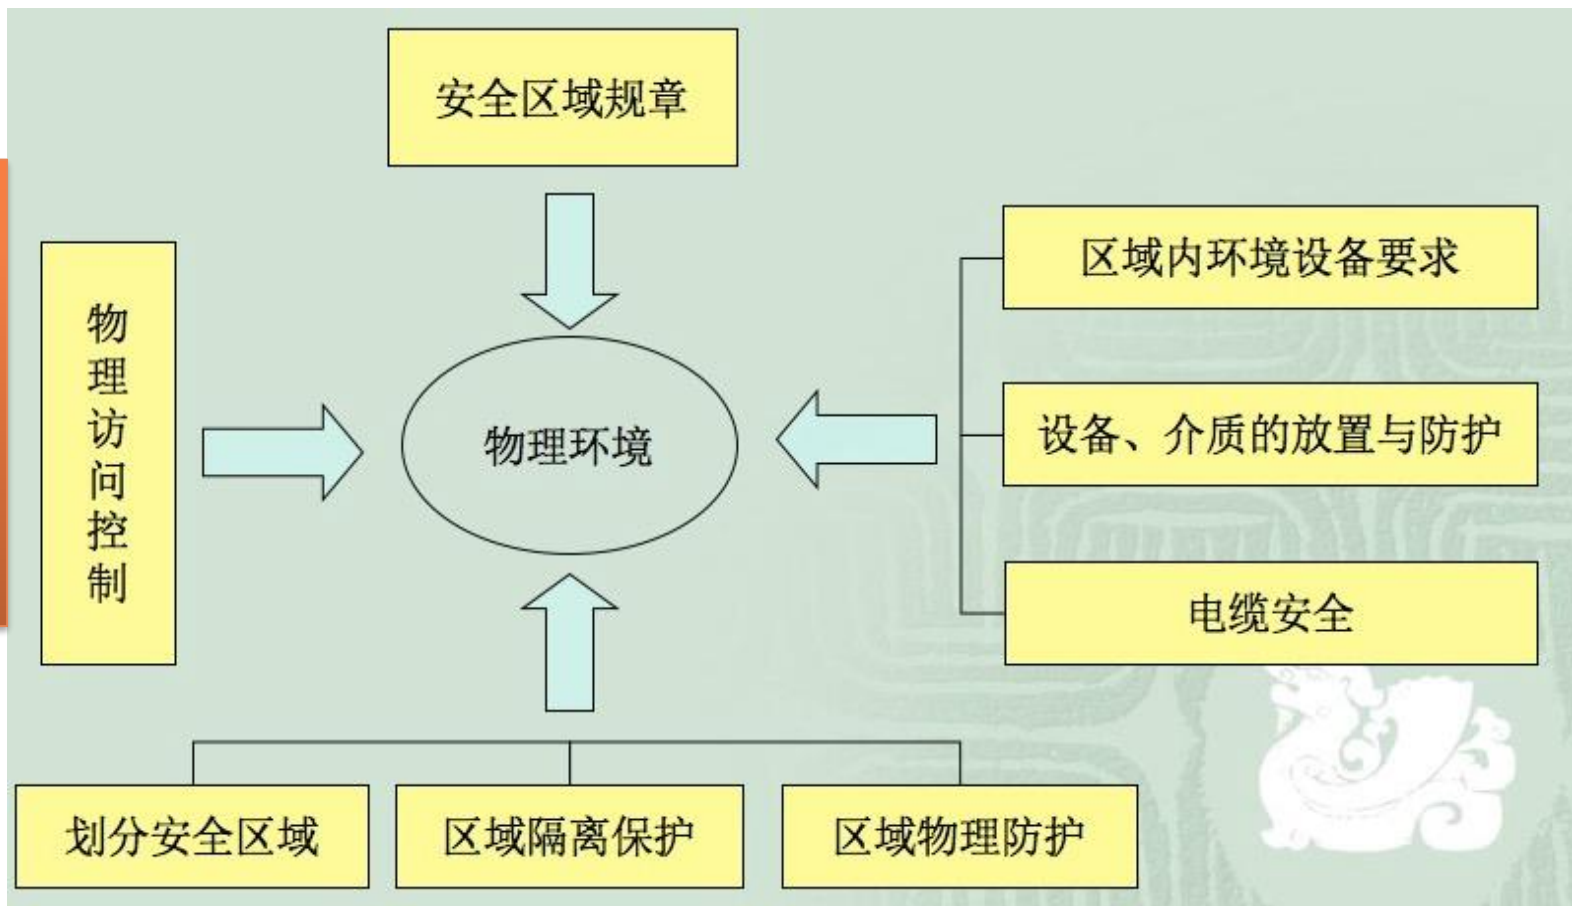 安全区域规章
物理访问控制
物理环境
区域内环境设备要求
设备、介质的放置与防护
电缆安全
划分安全区域
区域隔离保护
区域物理防护